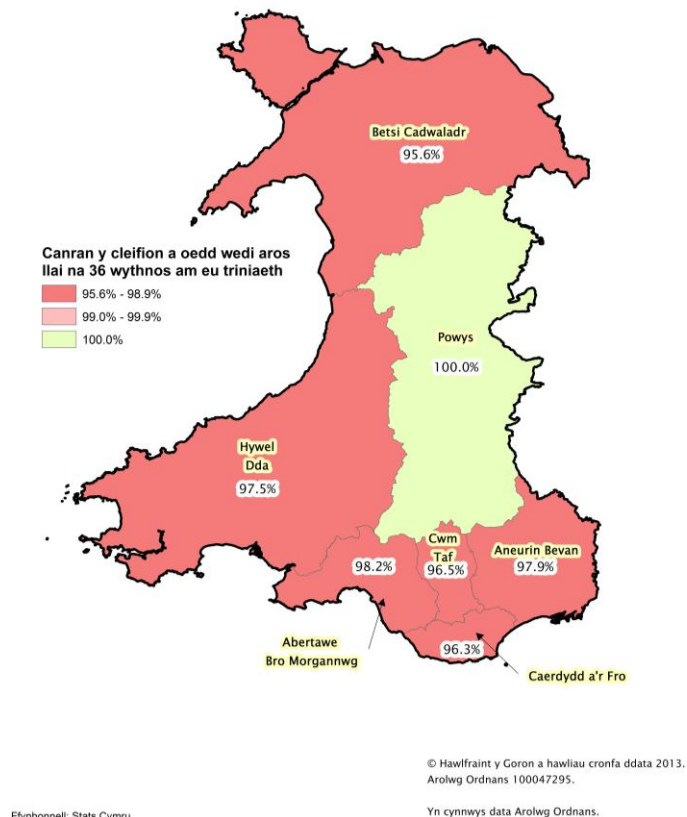 Betsi Cadwaladr
95.6%
Canran y cleifion a oedd wedi aros
llai na 36 wythnos am eu triniaeth
95.6% - 98.9%
99.0% - 99.9%
100.0%
Powys
100.0%
Hywel
Dda
97.5%
Cwm
Taf
96.5%
Aneurin Bevan
97.9%
98.2%
Abertawe
Bro Morgannwg
96.3%
Caerdydd a'r Fro
© Hawlfraint y Goron a hawliau cronfa ddata 2013.
Arolwg Ordnans 100047295.
Yn cynnwys data Arolwg Ordnans.
Ffynhonnell: Stats Cymru